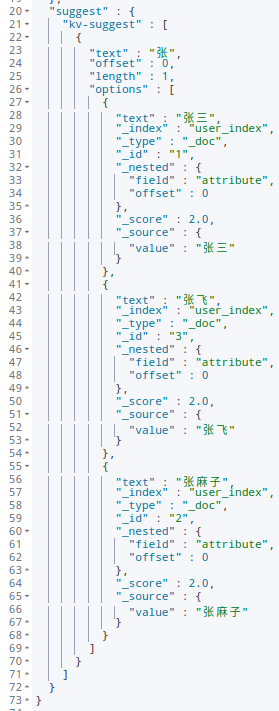 20 "suggest" : {
21 "kv-suggest" : [
22 {
23 "text" : "张",
24 "offset" : 0,
25 "length" : 1,
26 "options" : [
27 {
28 "text" : "张三",
29 "_index" : "user_index",
30 "_type" : "_doc",
31 "_id" : "1",
32 "_nested" : {
33 "field" : "attribute",
34 "offset" : 0
35 },
36 "_score" : 2.0,
37 "_source" : {
38 "value" : "张三"
39 }
40 },
41 {
42 "text" : "张飞",
43 "_index" : "user_index",
44 "_type" : "_doc",
45 "_id" : "3",
46 "_nested" : {
47 "field" : "attribute",
48 "offset" : 0
49 },
50 "_score" : 2.0,
51 "_source" : {
52 "value" : "张飞"
53 }
54 },
55 {
56 "text" : "张麻子",
57 "_index" : "user_index",
58 "_type" : "_doc",
59 "_id" : "2",
60 "_nested" : {
61 "field" : "attribute",
62 "offset" : 0
63 },
64 "_score" : 2.0,
65 "_source" : {
66 "value" : "张麻子"
67 }
68 }
69 ]
70 }
71 ]
72 }
73 }